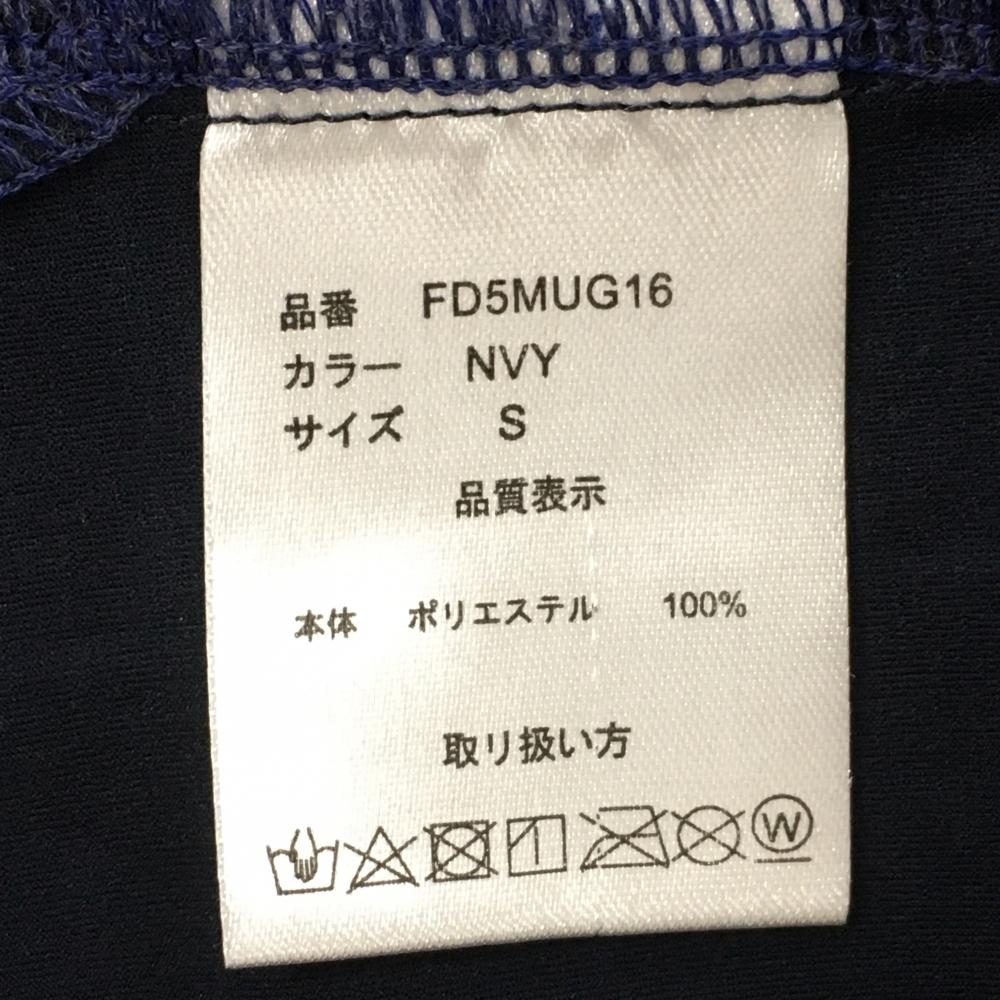 品番 FD5MUG16
カラー NVY
サイズ S
品質表示
本体 ポリエステル 100%
取り扱い方
W